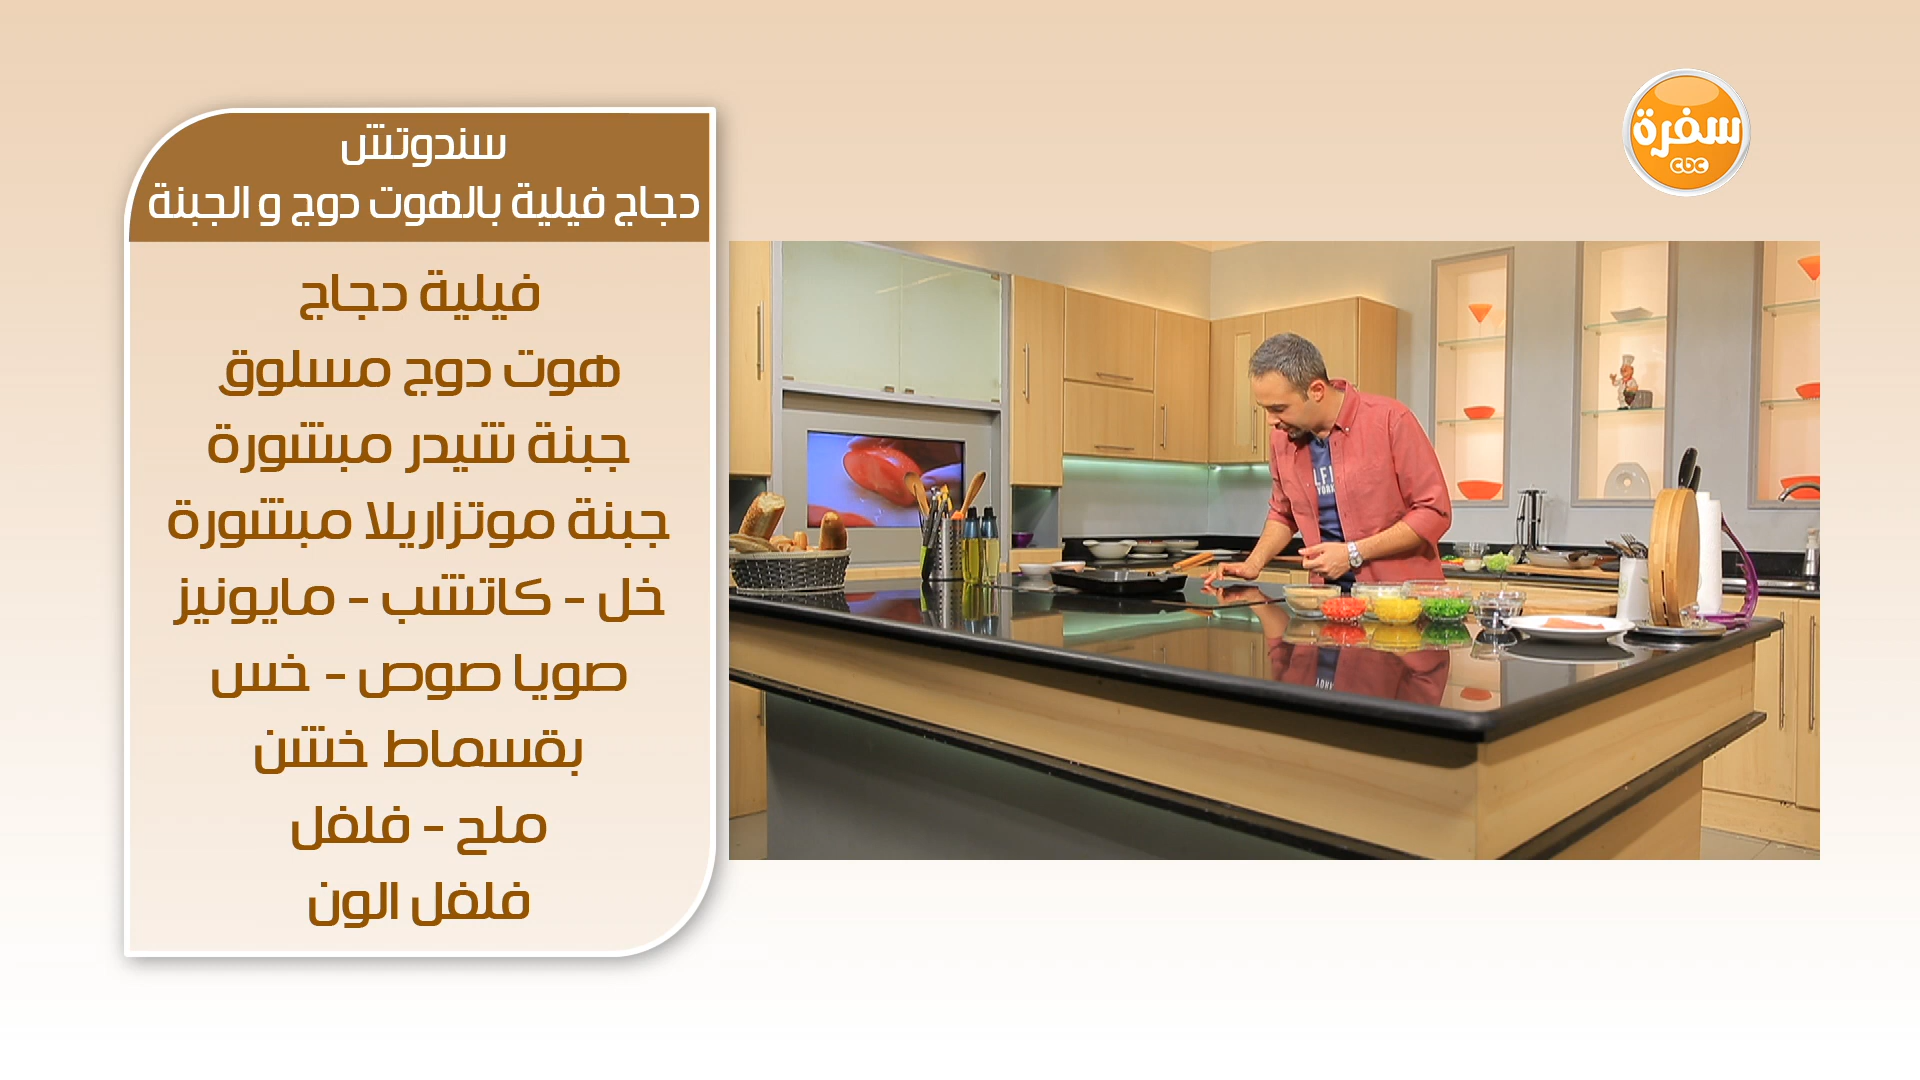 سندوتش
دجاج فيلية بالهوت دوج و الجبنة
فيلية دجاج
هوت دوج مسلوق
جبنة شيدر مبشورة
جبنة موتزاريلا مبشورة
خل - كاتشب - مايونيز
صويا صوص - خس
بقسماط خشن
ملح - فلفل
فلفل الون
سفرة
cbc